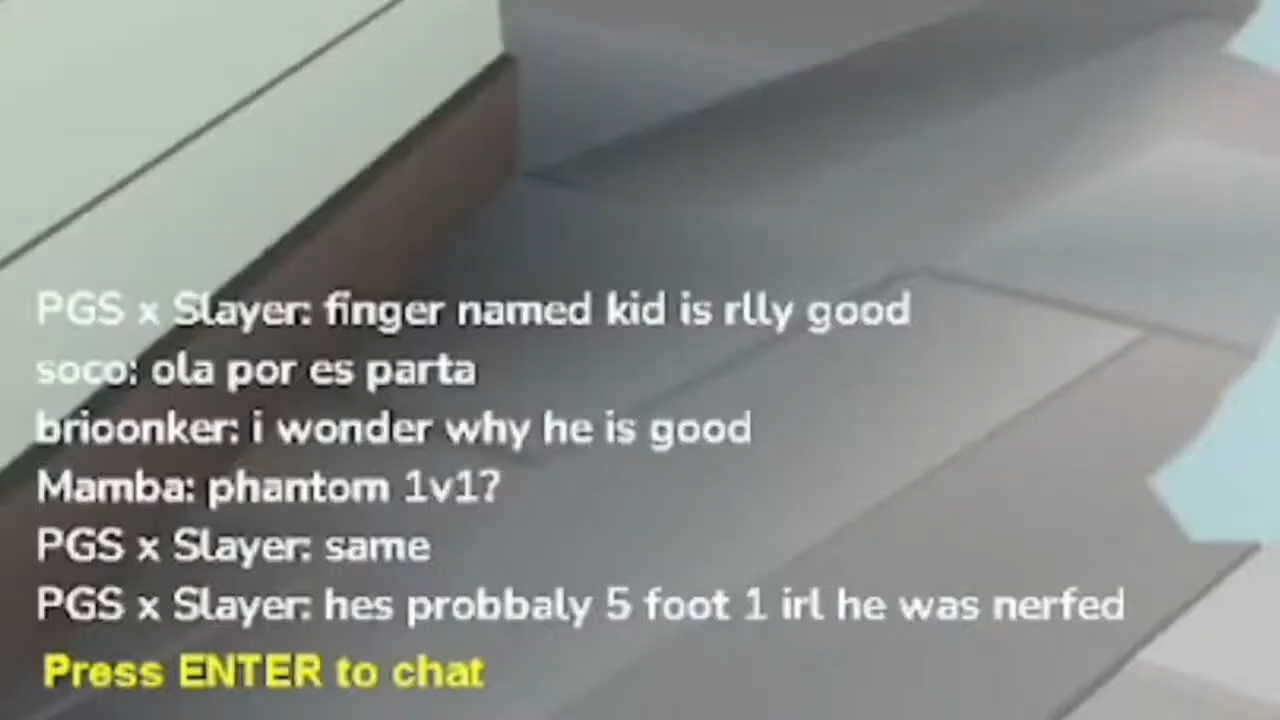 PGS x Slayer: finger named kid is rlly good
soco: ola por es parta
brioonker: i wonder why he is good
Mamba: phantom 1v1?
PGS x Slayer: same
PGS x Slayer: hes probbaly 5 foot 1 irl he was nerfed
Press ENTER to chat